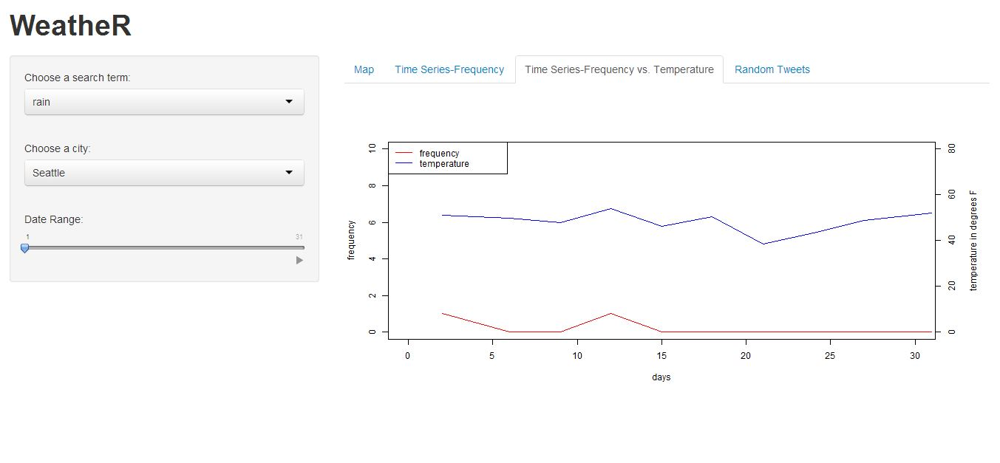 WeatheR
Choose a search term:
rain
Choose a city:
Seattle
Date Range:
1 31
Map Time Series-Frequency Time Series-Frequency vs. Temperature Random Tweets
frequency
temperature
10
8
6
4
2
0
frequency
80
60
40
20
0
temperature in degrees F
0 5 10 15 20 25 30
days